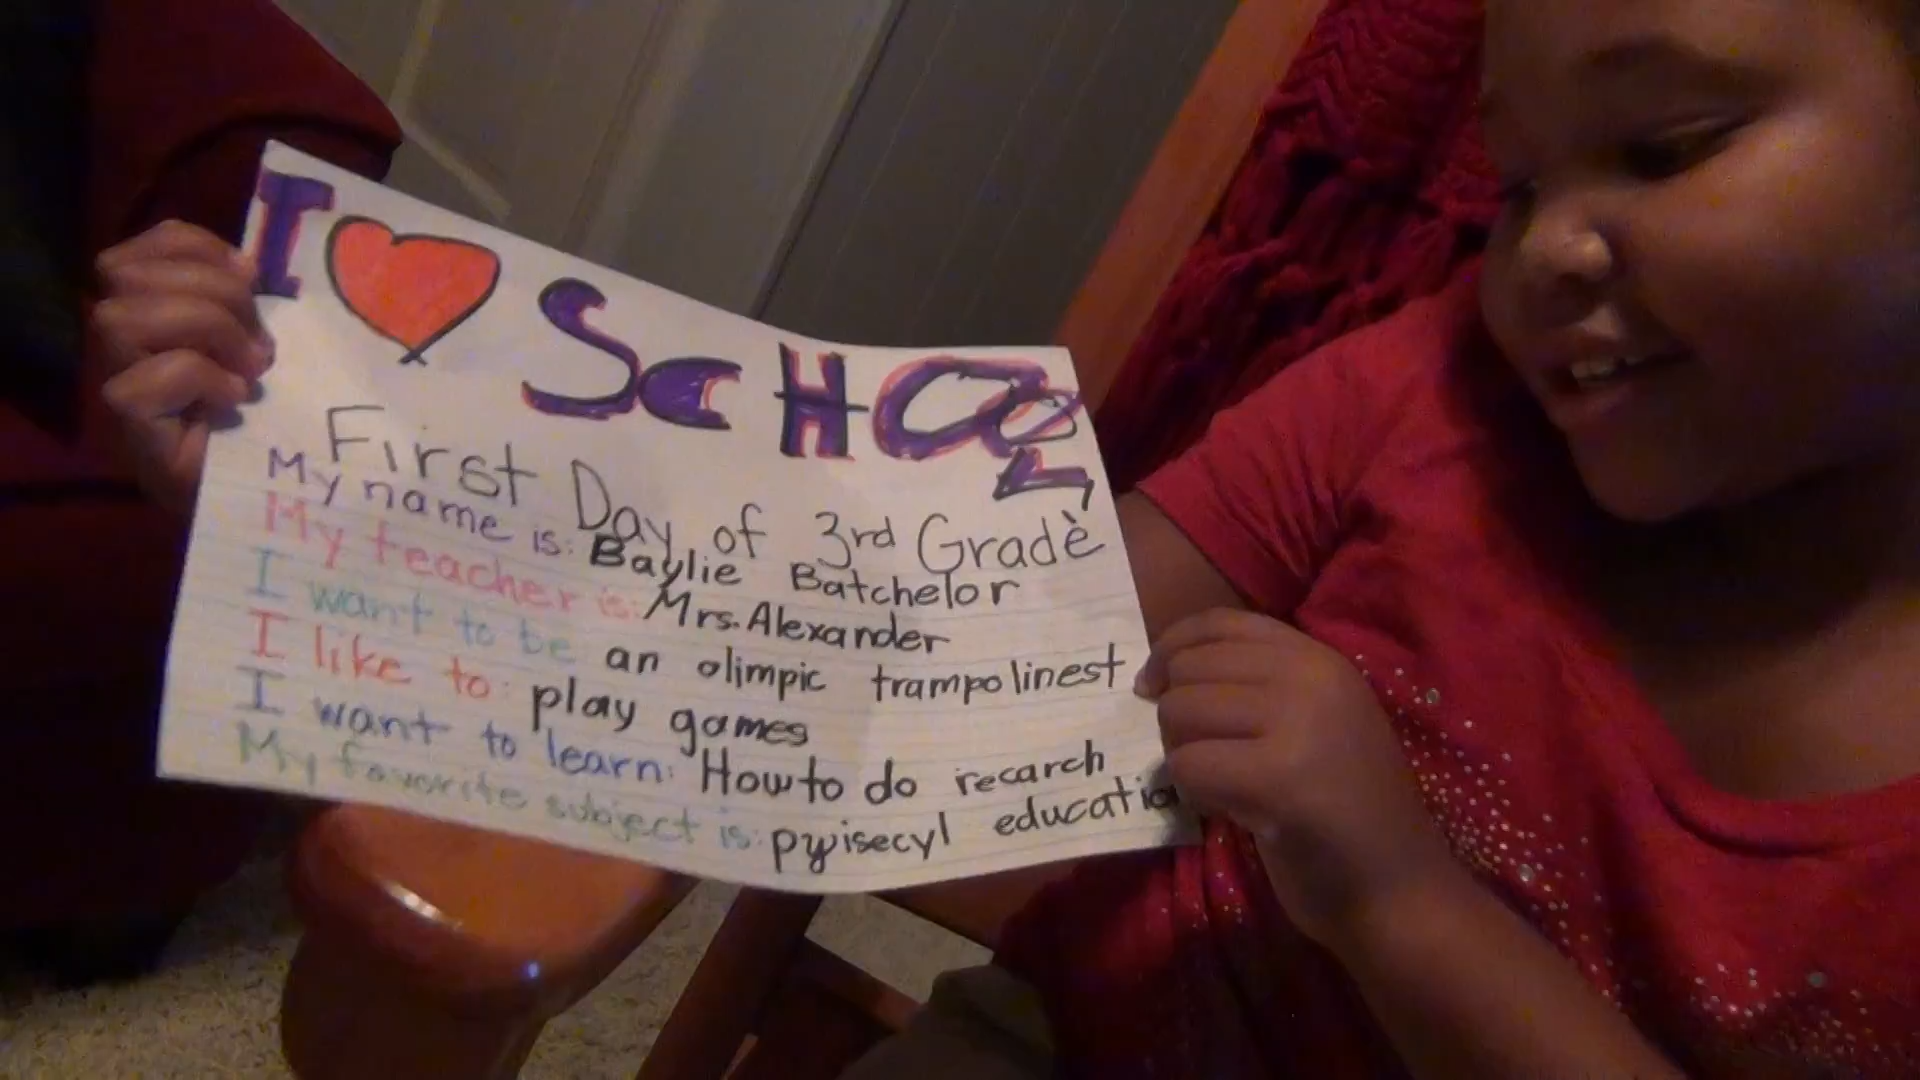 I ♥ ScHOOL
First Day of 3rd Gradè
My name is: Baylie Batchelor
My teacher is: Mrs. Alexander
I want to be an olimpic trampolinest
I like to: play games
I want to learn: How to do recarch
My favorite subject is: pyisecyl educatio